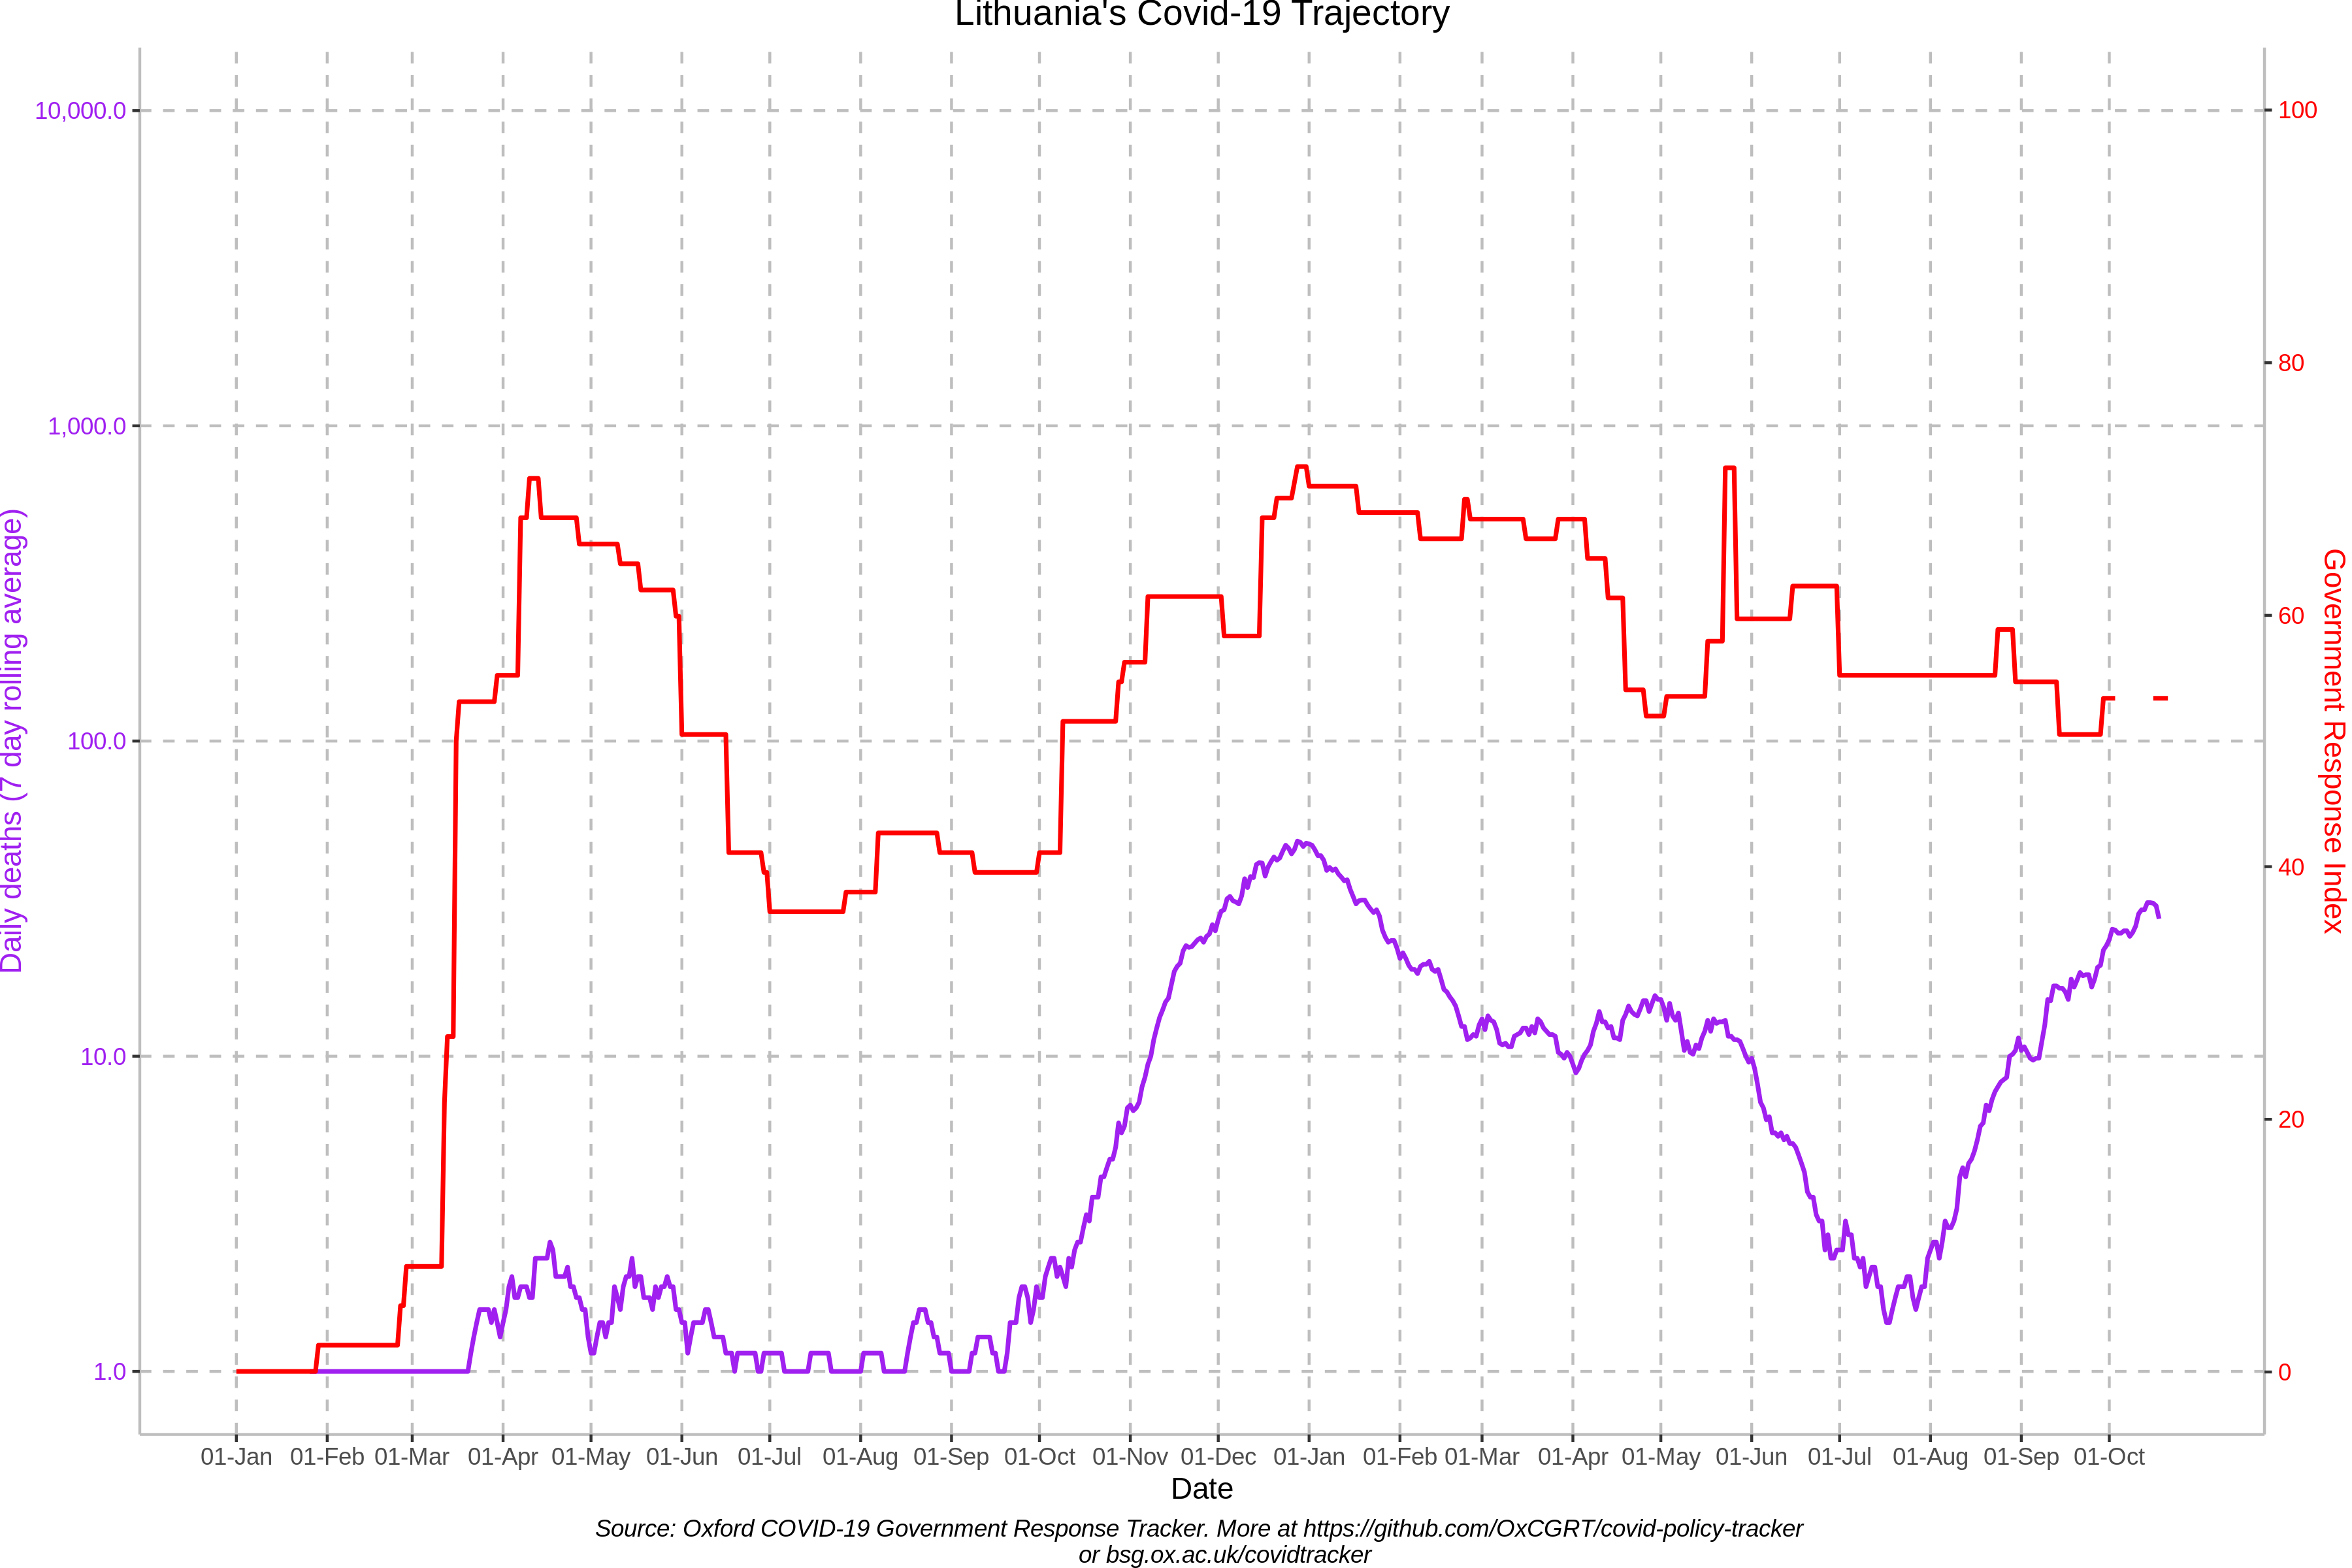 Lithuania's Covid-19 Trajectory
10,000.0
1,000.0
100.0
10.0
1.0
Daily deaths (7 day rolling average)
100
80
60
40
20
0
Government Response Index
01-Jan 01-Feb 01-Mar 01-Apr 01-May 01-Jun 01-Jul 01-Aug 01-Sep 01-Oct 01-Nov 01-Dec 01-Jan 01-Feb 01-Mar 01-Apr 01-May 01-Jun 01-Jul 01-Aug 01-Sep 01-Oct
Date
Source: Oxford COVID-19 Government Response Tracker. More at https://github.com/OxCGRT/covid-policy-tracker
or bsg.ox.ac.uk/covidtracker